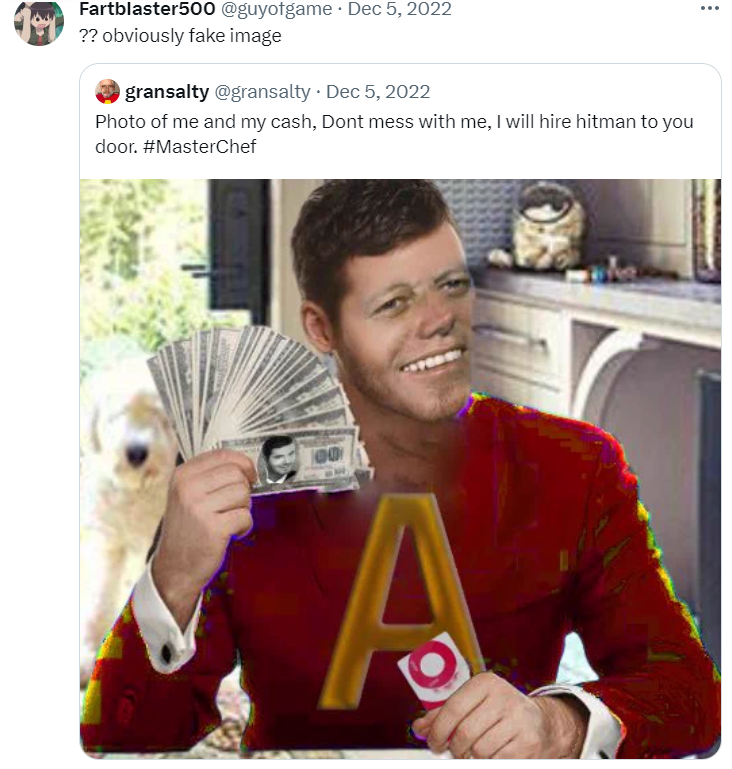 Fartblaster500 @guyofgame · Dec 5, 2022
?? obviously fake image
gransalty @gransalty · Dec 5, 2022
Photo of me and my cash, Dont mess with me, I will hire hitman to you
door. #MasterChef
A